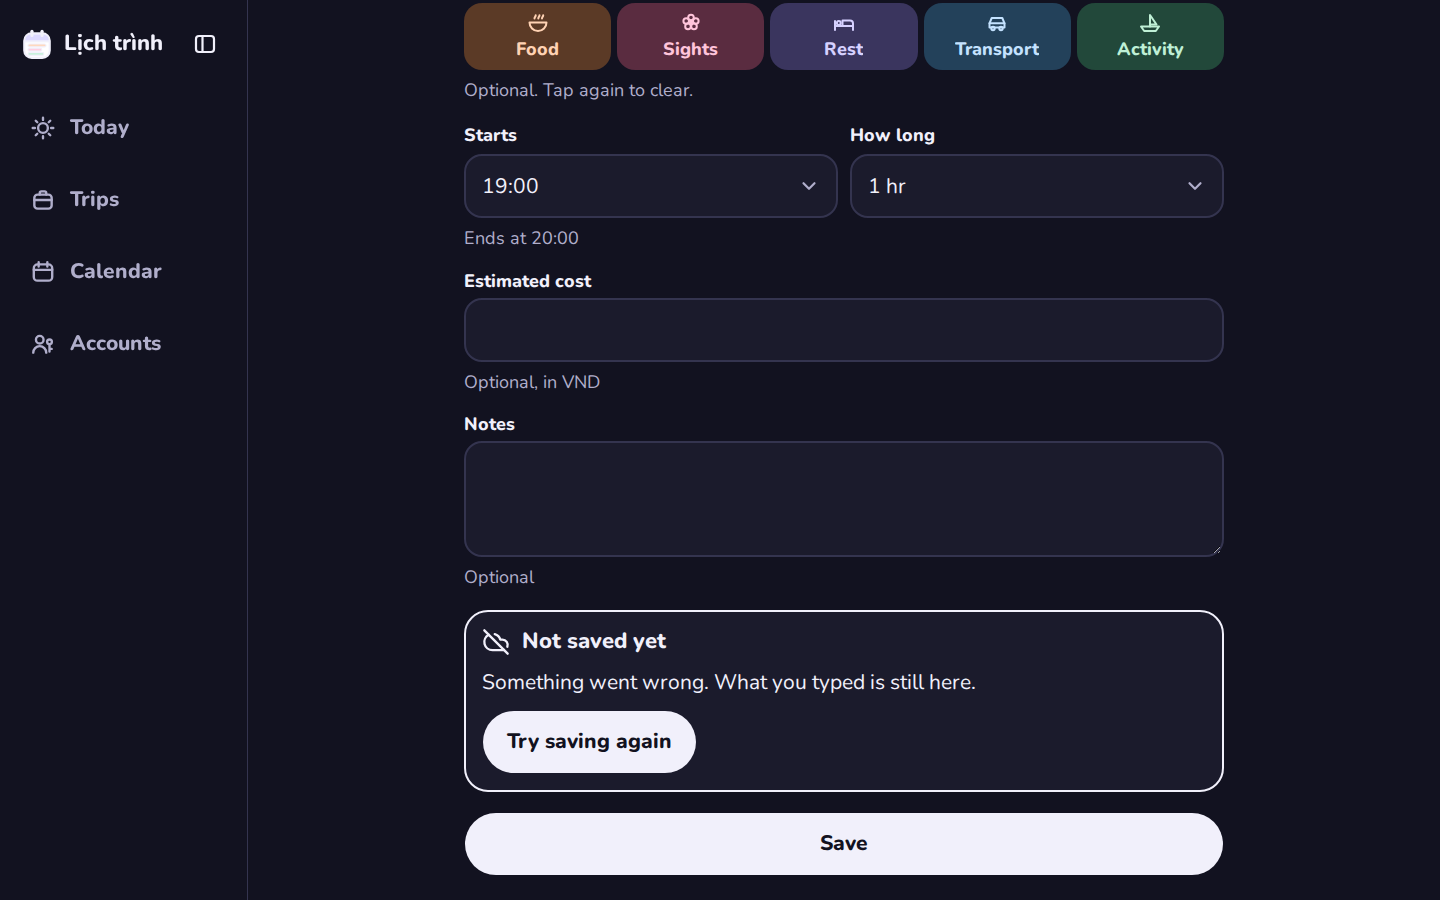 Lịch trình
Today
Trips
Calendar
Accounts
Food
Sights
Rest
Transport
Activity
Optional. Tap again to clear.
Starts
How long
19:00
1 hr
Ends at 20:00
Estimated cost
Optional, in VND
Notes
Optional
Not saved yet
Something went wrong. What you typed is still here.
Try saving again
Save